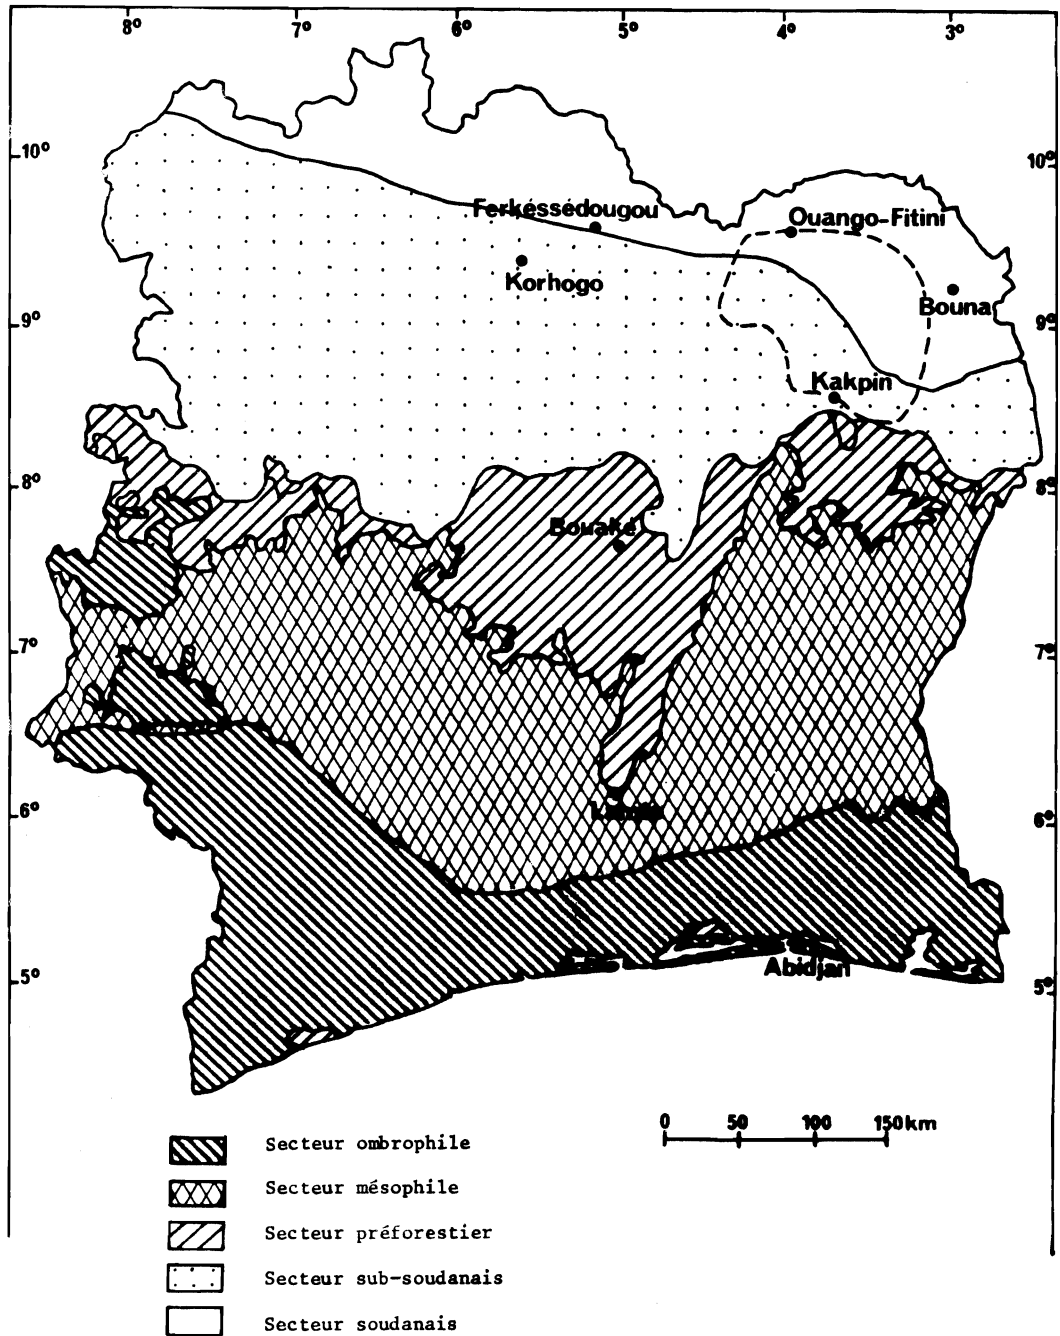 8° 7° 6° 5° 4° 3°
10° 10°
Ferkéssédougou
Ouango-Fitini
Korhogo
Bouna
9° 9°
Kakpin
8° 8°
Bouaké
7° 7°
6° 6°
Abidjan
5° 5°
0 50 100 150km
Secteur ombrophile
Secteur mésophile
Secteur préforestier
Secteur sub-soudanais
Secteur soudanais